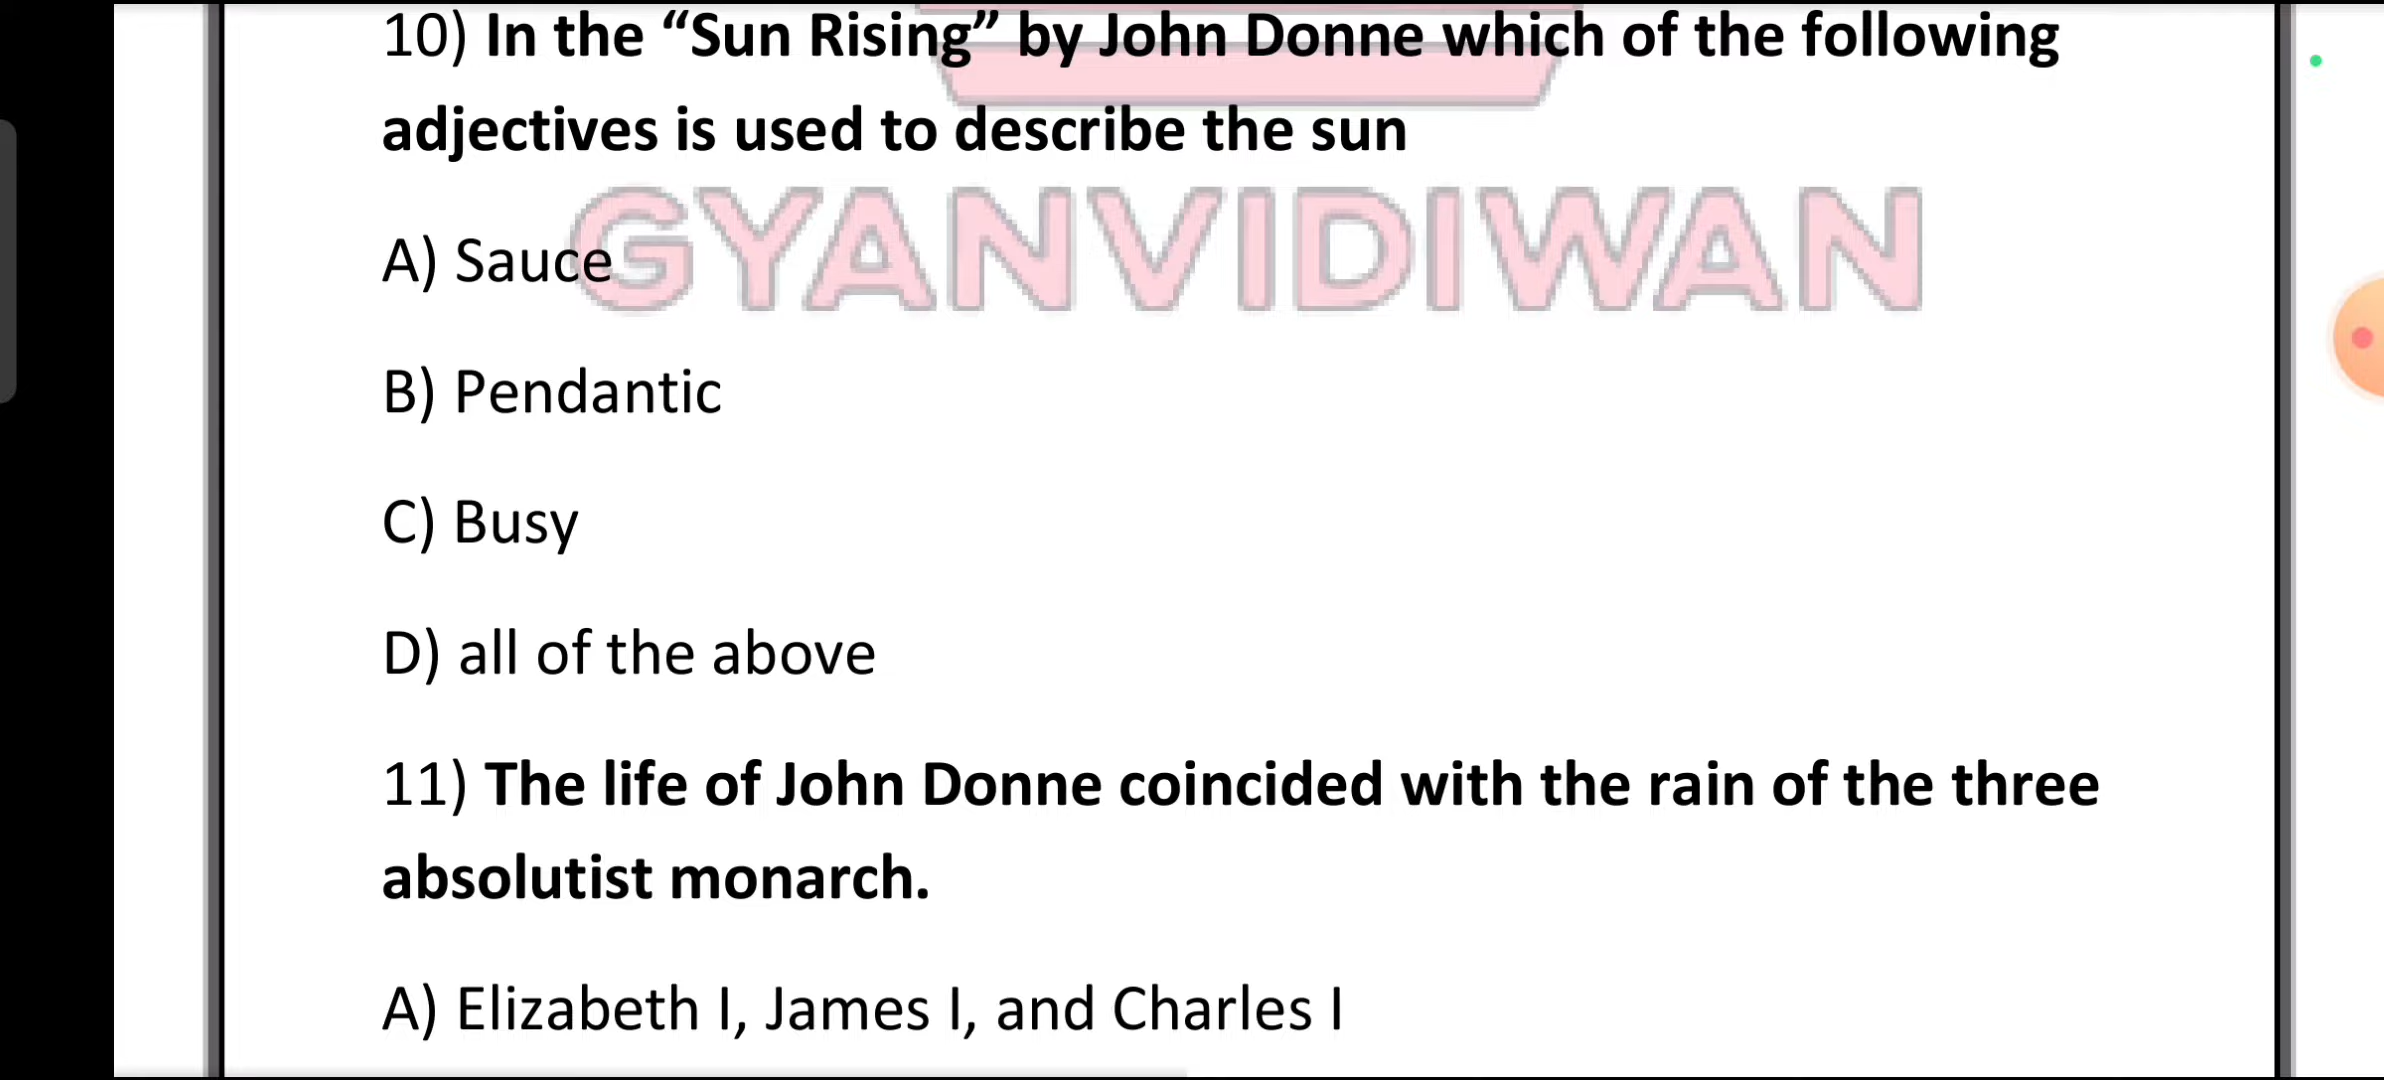 10) In the “Sun Rising” by John Donne which of the following
adjectives is used to describe the sun
GYANVIDIWAN
A) Sauce
B) Pendantic
C) Busy
D) all of the above
11) The life of John Donne coincided with the rain of the three
absolutist monarch.
A) Elizabeth I, James I, and Charles I